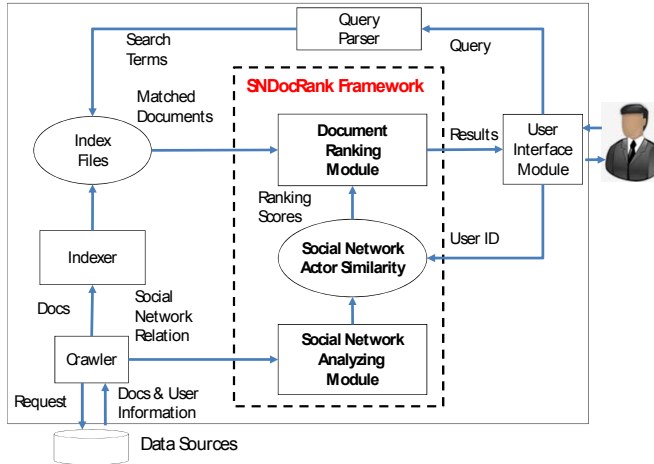 Query
Parser
Search
Terms
Query
SNDocRank Framework
Matched
Documents
Index
Files
Document
Ranking
Module
Results
User
Interface
Module
Ranking
Scores
Indexer
Social Network
Actor Similarity
User ID
Docs
Social
Network
Relation
Crawler
Social Network
Analyzing
Module
Request
Docs & User
Information
Data Sources